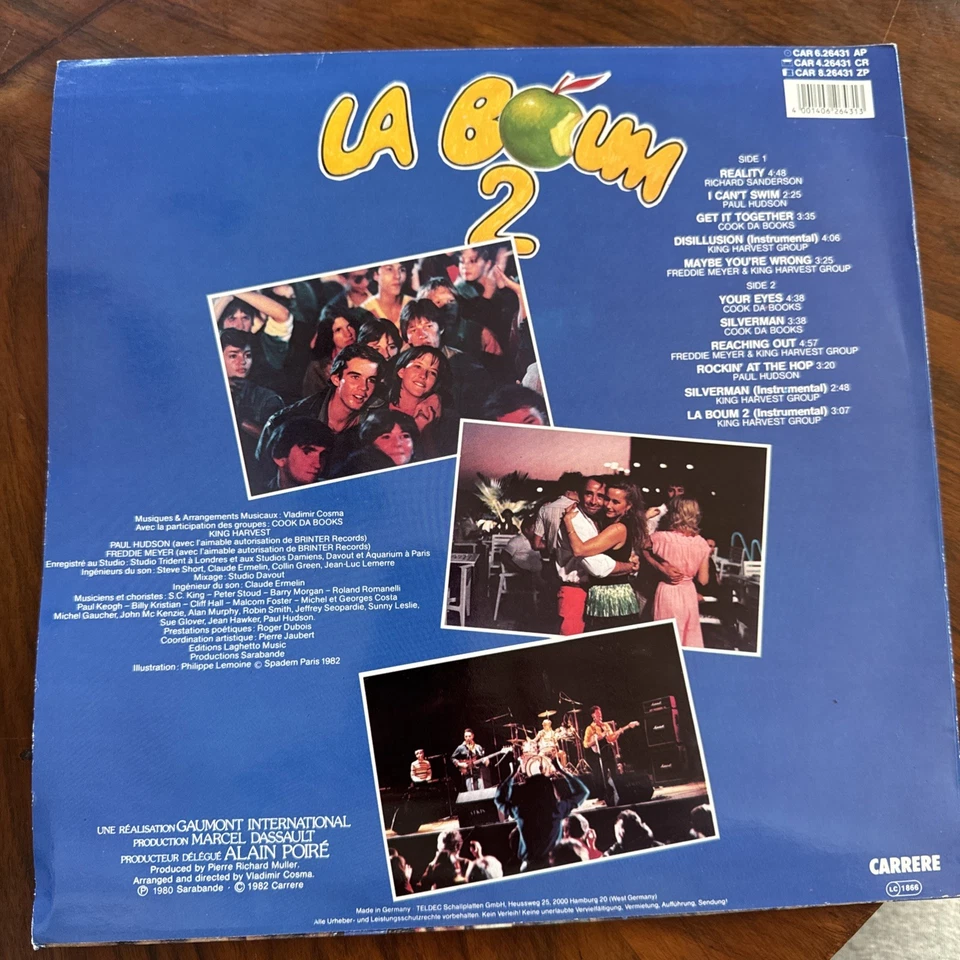 CAR 6.26431 AP
CAR 4.26431 CR
CAR 8.26431 ZP
4 001406 264313
LA BOUM
2
SIDE 1
REALITY 4:48
RICHARD SANDERSON
I CAN'T SWIM 2:25
PAUL HUDSON
GET IT TOGETHER 3:35
COOK DA BOOKS
DISILLUSION (Instrumental) 4:06
KING HARVEST GROUP
MAYBE YOU'RE WRONG 3:25
FREDDIE MEYER & KING HARVEST GROUP
SIDE 2
YOUR EYES 4:38
COOK DA BOOKS
SILVERMAN 3:38
COOK DA BOOKS
REACHING OUT 4:57
FREDDIE MEYER & KING HARVEST GROUP
ROCKIN' AT THE HOP 3:20
PAUL HUDSON
SILVERMAN (Instrumental) 2:48
KING HARVEST GROUP
LA BOUM 2 (Instrumental) 3:07
KING HARVEST GROUP
Musiques & Arrangements Musicaux : Vladimir Cosma
Avec la participation des groupes : COOK DA BOOKS
KING HARVEST
PAUL HUDSON (avec l'aimable autorisation de BRINTER Records)
FREDDIE MEYER (avec l'aimable autorisation de BRINTER Records)
Enregistré au Studio : Studio Trident à Londres et aux Studios Damiens, Davout et Aquarium à Paris
Ingénieurs du son : Steve Short, Claude Ermelin, Collin Green, Jean-Luc Lemerre
Mixage : Studio Davout
Ingénieur du son : Claude Ermelin
Musiciens et choristes : S.C. King – Peter Stoud – Barry Morgan – Roland Romanelli
Paul Keogh – Billy Kristian – Cliff Hall – Malcom Foster – Michel et Georges Costa
Michel Gaucher, John Mc Kenzie, Alan Murphy, Robin Smith, Jeffrey Seopardie, Sunny Leslie,
Sue Glover, Jean Hawker, Paul Hudson.
Prestations poétiques : Roger Dubois
Coordination artistique : Pierre Jaubert
Editions Laghetto Music
Productions Sarabande
Illustration : Philippe Lemoine © Spadem Paris 1982
UNE RÉALISATION GAUMONT INTERNATIONAL
PRODUCTION MARCEL DASSAULT
PRODUCTEUR DÉLÉGUÉ ALAIN POIRÉ
Produced by Pierre Richard Muller.
Arranged and directed by Vladimir Cosma.
℗ 1980 Sarabande · © 1982 Carrere
CARRERE
LC 1866
Made in Germany · TELDEC Schallplatten GmbH, Heussweg 25, 2000 Hamburg 20 (West Germany)
Alle Urheber- und Leistungsschutzrechte vorbehalten. Kein Verleih! Keine unerlaubte Vervielfältigung, Vermietung, Aufführung, Sendung!